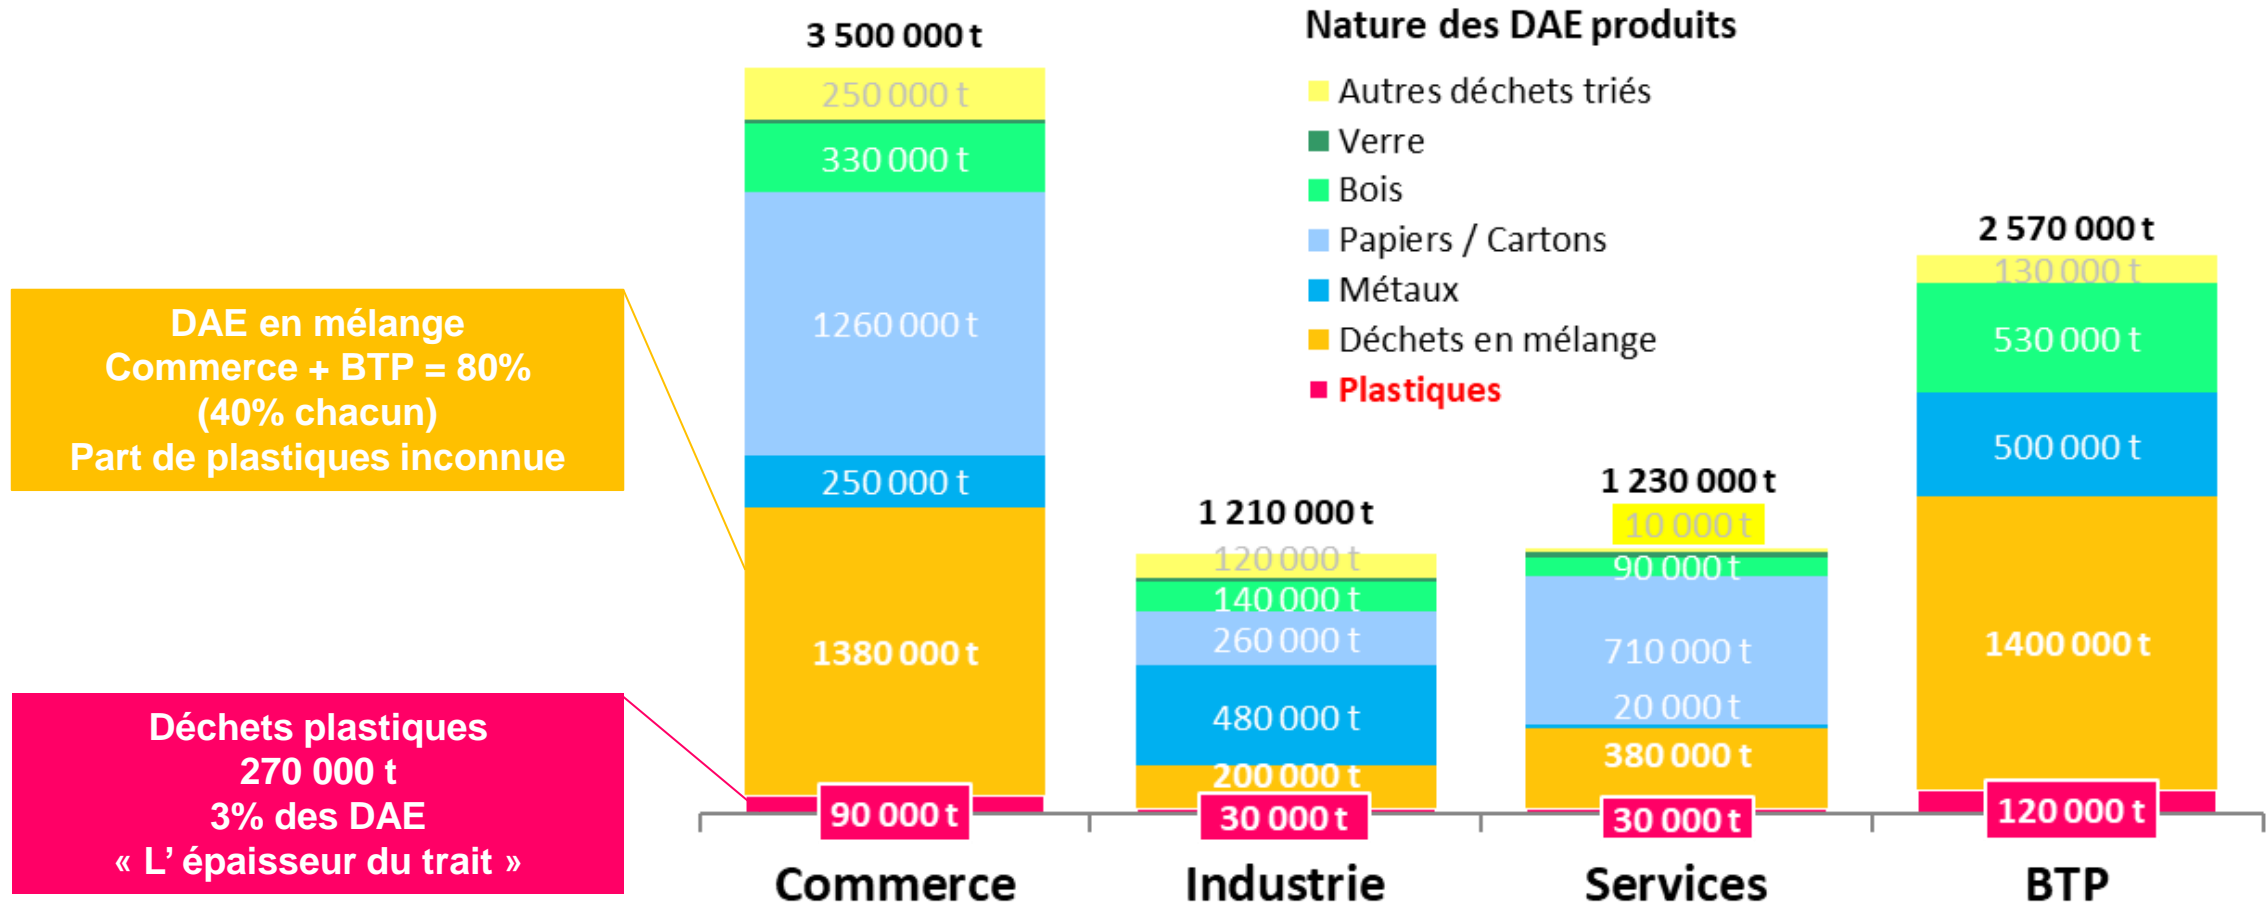 Nature des DAE produits
Autres déchets triés
Verre
Bois
Papiers / Cartons
Métaux
Déchets en mélange
Plastiques
DAE en mélange
Commerce + BTP = 80%
(40% chacun)
Part de plastiques inconnue
Déchets plastiques
270 000 t
3% des DAE
« L’ épaisseur du trait »
3 500 000 t
250 000 t
330 000 t
1260 000 t
250 000 t
1380 000 t
90 000 t
Commerce
1 210 000 t
120 000 t
140 000 t
260 000 t
480 000 t
200 000 t
30 000 t
Industrie
1 230 000 t
10 000 t
90 000 t
710 000 t
20 000 t
380 000 t
30 000 t
Services
2 570 000 t
130 000 t
530 000 t
500 000 t
1400 000 t
120 000 t
BTP